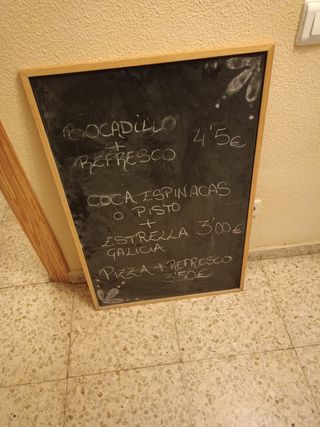 BOCADILLO
+
REFRESCO 4'5€
COCA ESPINACAS
O PISTO
+
ESTRELLA 3'00€
GALICIA
PIZZA + REFRESCO
3'50€